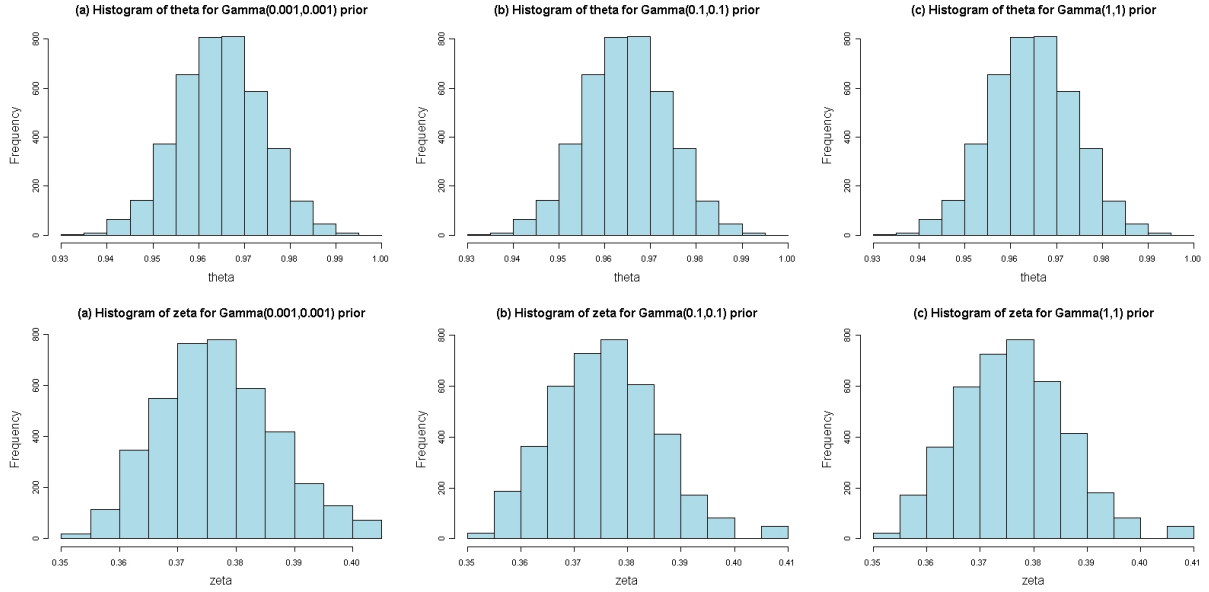 (a) Histogram of theta for Gamma(0.001,0.001) prior
Frequency
0 200 400 600 800
0.93 0.94 0.95 0.96 0.97 0.98 0.99 1.00
theta
(b) Histogram of theta for Gamma(0.1,0.1) prior
Frequency
0 200 400 600 800
0.93 0.94 0.95 0.96 0.97 0.98 0.99 1.00
theta
(c) Histogram of theta for Gamma(1,1) prior
Frequency
0 200 400 600 800
0.93 0.94 0.95 0.96 0.97 0.98 0.99 1.00
theta
(a) Histogram of zeta for Gamma(0.001,0.001) prior
Frequency
0 200 400 600 800
0.35 0.36 0.37 0.38 0.39 0.40
zeta
(b) Histogram of zeta for Gamma(0.1,0.1) prior
Frequency
0 200 400 600 800
0.35 0.36 0.37 0.38 0.39 0.40 0.41
zeta
(c) Histogram of zeta for Gamma(1,1) prior
Frequency
0 200 400 600 800
0.35 0.36 0.37 0.38 0.39 0.40 0.41
zeta